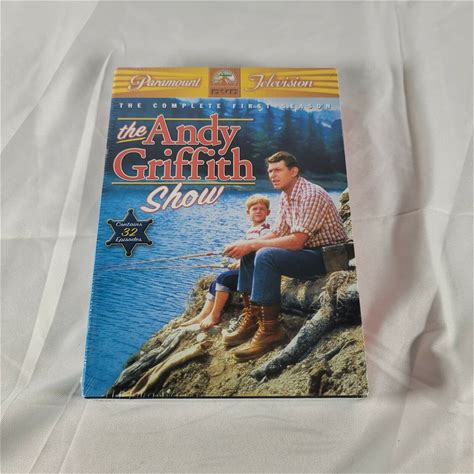 Paramount Television
THE COMPLETE FIRST SEASON
the Andy
Griffith
Show
Contains
32
Episodes